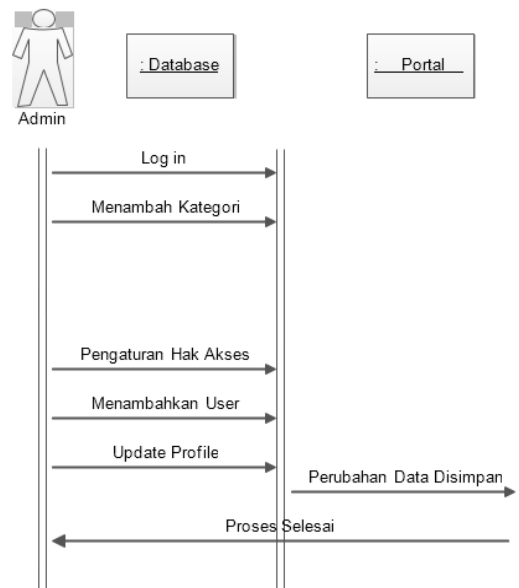 : Database
: Portal
Admin
Log in
Menambah Kategori
Pengaturan Hak Akses
Menambahkan User
Update Profile
Perubahan Data Disimpan
Proses Selesai